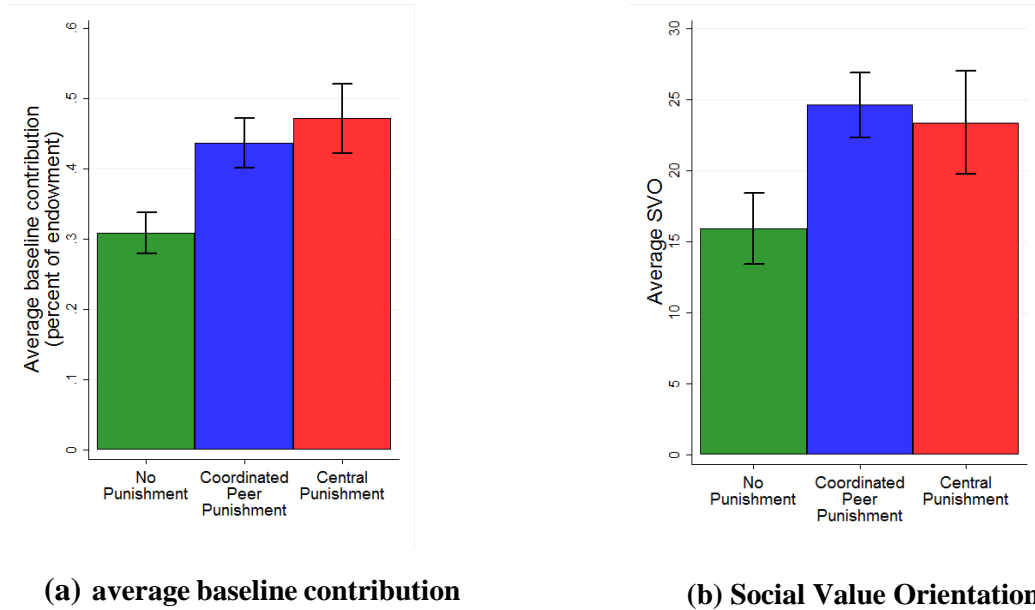 Average baseline contribution
(percent of endowment)
.6
.5
.4
.3
.2
.1
0
No
Punishment
Coordinated
Peer
Punishment
Central
Punishment
(a) average baseline contribution
Average SVO
30
25
20
15
10
5
0
No
Punishment
Coordinated
Peer
Punishment
Central
Punishment
(b) Social Value Orientation